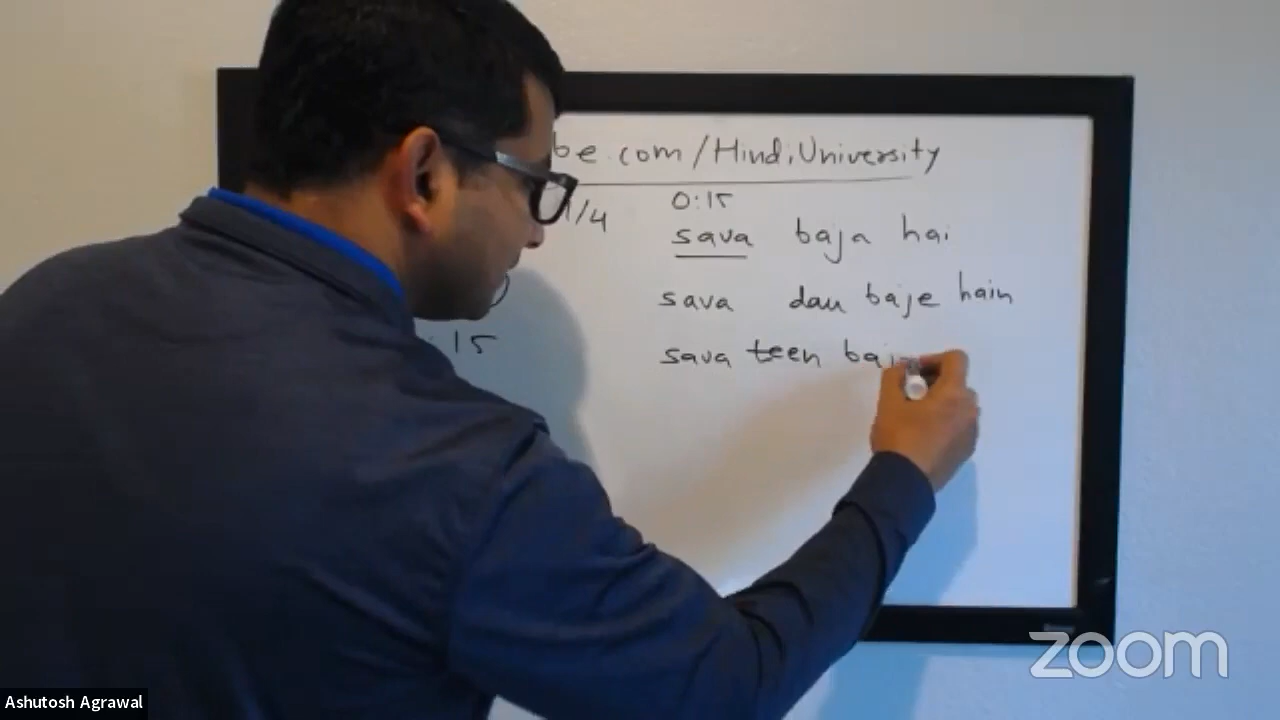 be.com/HindiUniversity
1/4 0:15
sava baja hai
sava dau baje hain
:15
sava teen baj
zoom
Ashutosh Agrawal